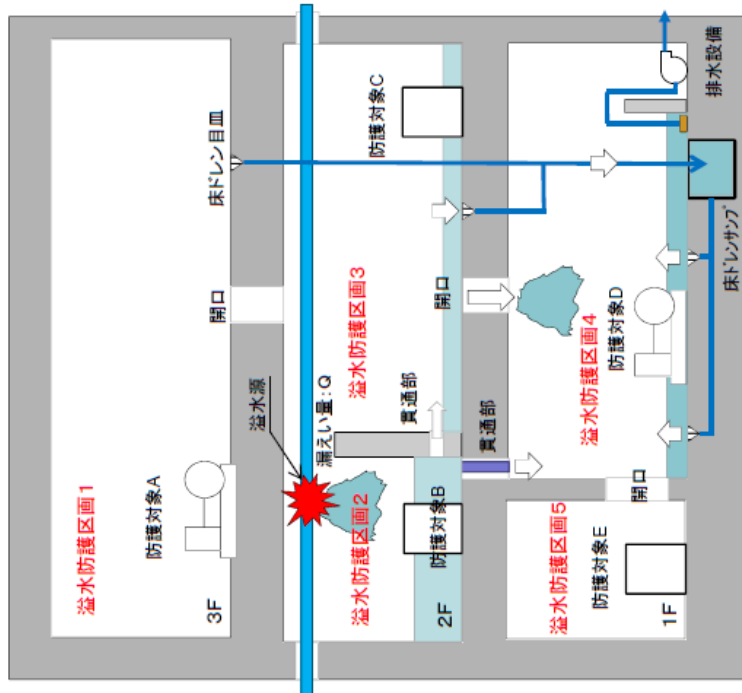 溢水防護区画1
防護対象A
3F
開口
床ドレン目皿
溢水源
漏えい量:Q
溢水防護区画2
防護対象B
2F
貫通部
溢水防護区画3
開口
防護対象C
貫通部
溢水防護区画4
防護対象D
溢水防護区画5
防護対象E
1F
開口
床ドレンサンプ
排水設備